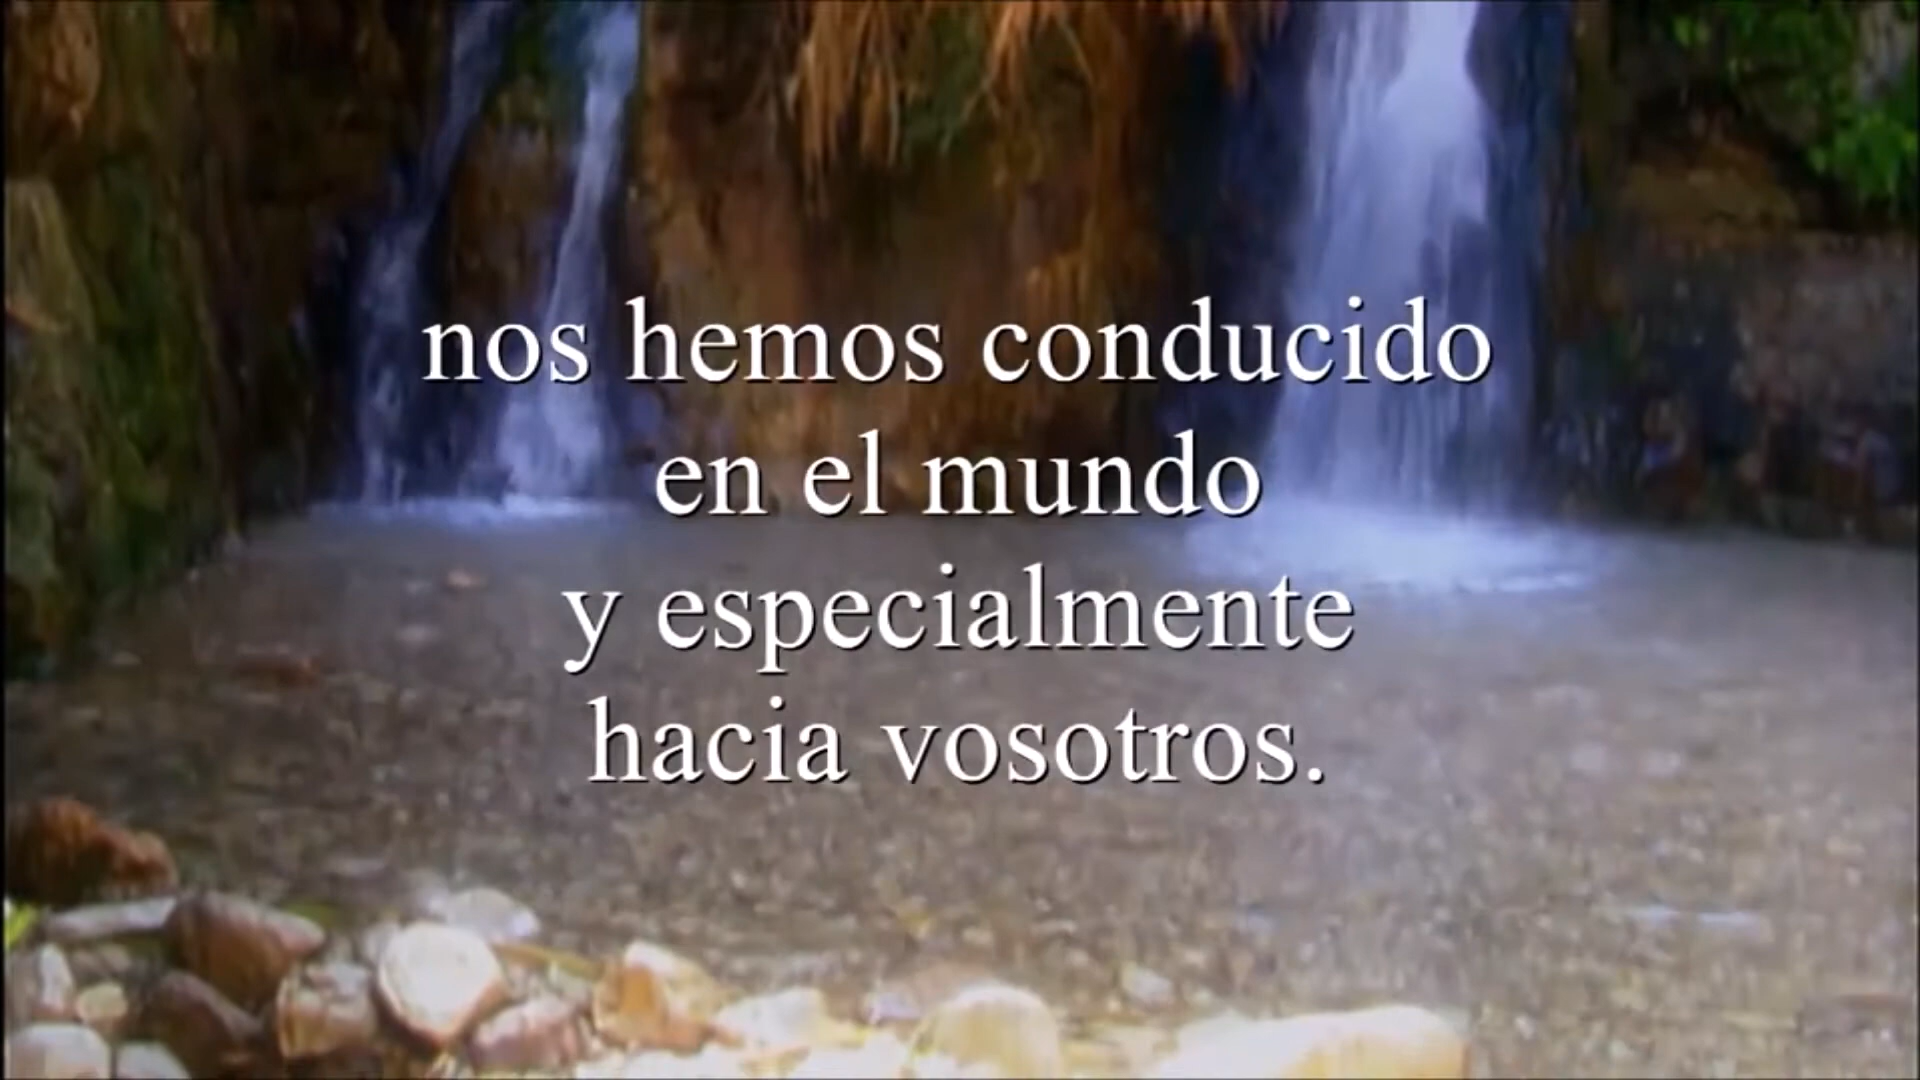 nos hemos conducido
en el mundo
y especialmente
hacia vosotros.